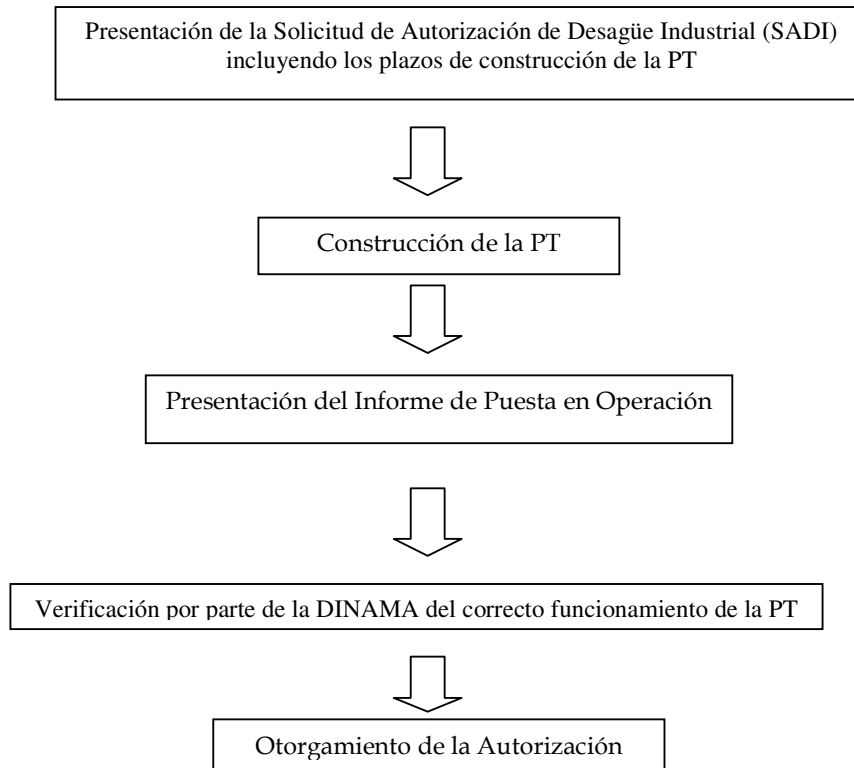 Presentación de la Solicitud de Autorización de Desagüe Industrial (SADI)
incluyendo los plazos de construcción de la PT
Construcción de la PT
Presentación del Informe de Puesta en Operación
Verificación por parte de la DINAMA del correcto funcionamiento de la PT
Otorgamiento de la Autorización